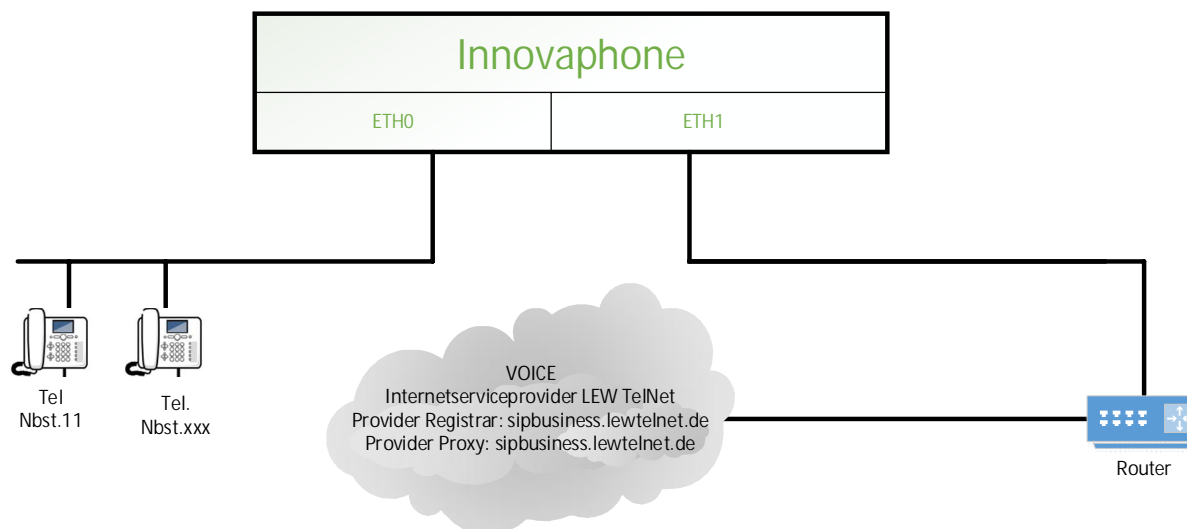 Innovaphone
ETH0
ETH1
Tel
Nbst.11
Tel.
Nbst.xxx
VOICE
Internetserviceprovider LEW TelNet
Provider Registrar: sipbusiness.lewtelnet.de
Provider Proxy: sipbusiness.lewtelnet.de
Router